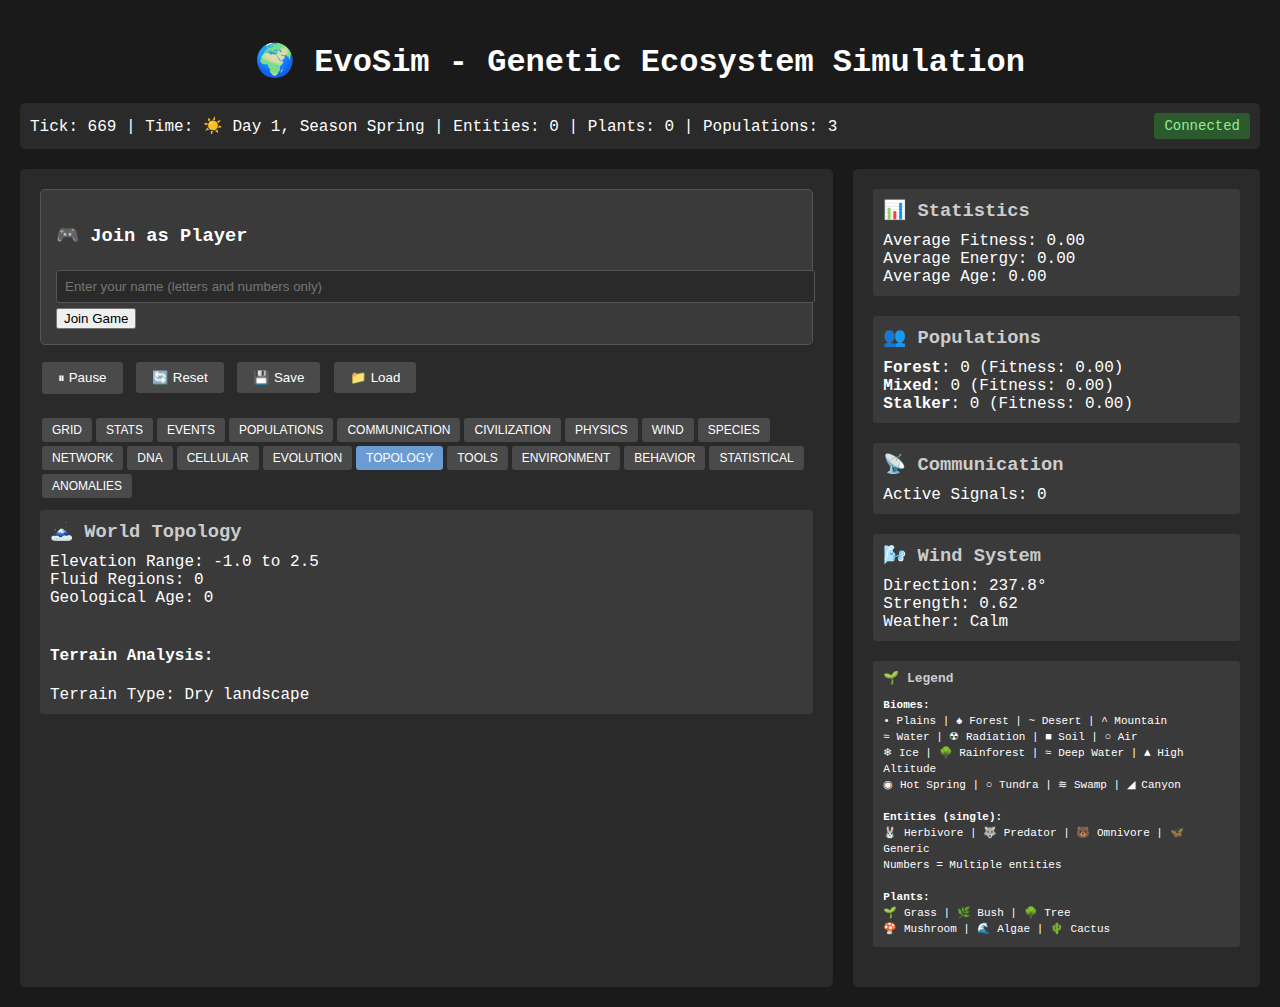 🌍 EvoSim - Genetic Ecosystem Simulation
Tick: 669 | Time: ☀️ Day 1, Season Spring | Entities: 0 | Plants: 0 | Populations: 3
Connected
🎮 Join as Player
Enter your name (letters and numbers only)
Join Game
⏸ Pause
🔄 Reset
💾 Save
📁 Load
GRID STATS EVENTS POPULATIONS COMMUNICATION CIVILIZATION PHYSICS WIND SPECIES
NETWORK DNA CELLULAR EVOLUTION TOPOLOGY TOOLS ENVIRONMENT BEHAVIOR STATISTICAL
ANOMALIES
🗻 World Topology
Elevation Range: -1.0 to 2.5
Fluid Regions: 0
Geological Age: 0
Terrain Analysis:
Terrain Type: Dry landscape
📊 Statistics
Average Fitness: 0.00
Average Energy: 0.00
Average Age: 0.00
👥 Populations
Forest: 0 (Fitness: 0.00)
Mixed: 0 (Fitness: 0.00)
Stalker: 0 (Fitness: 0.00)
📡 Communication
Active Signals: 0
🌬️ Wind System
Direction: 237.8°
Strength: 0.62
Weather: Calm
🌱 Legend
Biomes:
• Plains | ♠ Forest | ~ Desert | ^ Mountain
≈ Water | ☢ Radiation | ■ Soil | ○ Air
❄ Ice | 🌳 Rainforest | ≈ Deep Water | ▲ High
Altitude
◉ Hot Spring | ○ Tundra | ≋ Swamp | ◢ Canyon
Entities (single):
🐰 Herbivore | 🐺 Predator | 🐻 Omnivore | 🦋
Generic
Numbers = Multiple entities
Plants:
🌱 Grass | 🌿 Bush | 🌳 Tree
🍄 Mushroom | 🌊 Algae | 🌵 Cactus